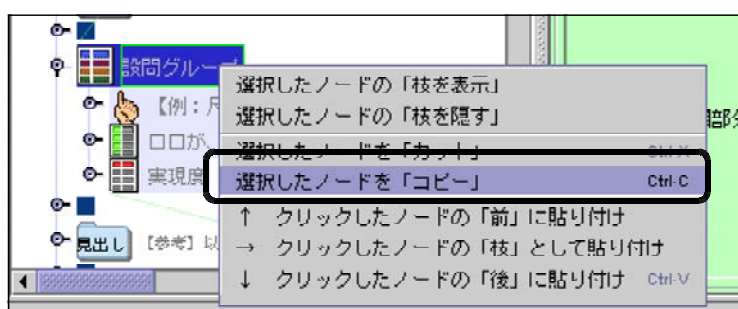 設問グルー
選択したノードの「枝を表示」
選択したノードの「枝を隠す」
【例：尺
部分
口口が、
選択したノードを「カット」 Ctrl-X
実現度
選択したノードを「コピー」 Ctrl-C
↑ クリックしたノードの「前」に貼り付け
見出し 【参考】以
→ クリックしたノードの「枝」として貼り付け
↓ クリックしたノードの「後」に貼り付け Ctrl-V